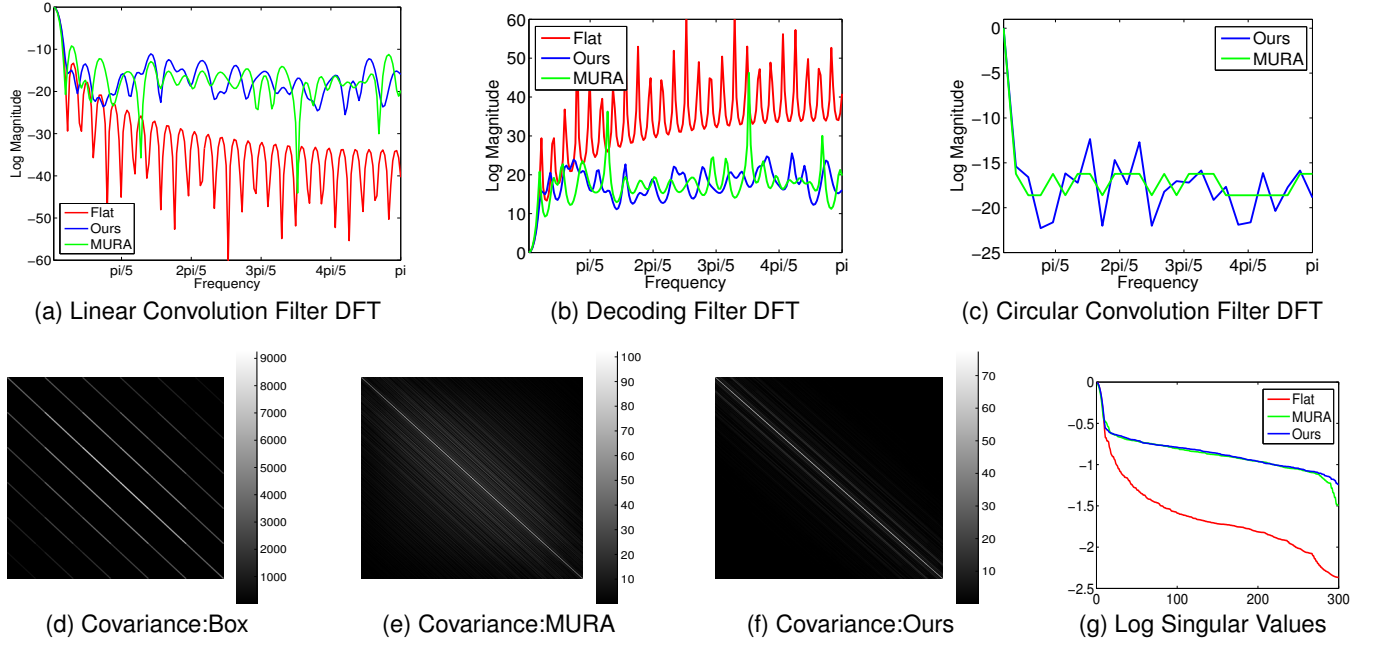 0
−10
−20
−30
−40
−50
−60
Log Magnitude
Flat
Ours
MURA
pi/5
2pi/5
3pi/5
4pi/5
pi
Frequency
(a) Linear Convolution Filter DFT
60
50
40
30
20
10
0
Log Magnitude
Flat
Ours
MURA
pi/5
2pi/5
3pi/5
4pi/5
pi
Frequency
(b) Decoding Filter DFT
0
−5
−10
−15
−20
−25
Log Magnitude
Ours
MURA
pi/5
2pi/5
3pi/5
4pi/5
pi
Frequency
(c) Circular Convolution Filter DFT
9000
8000
7000
6000
5000
4000
3000
2000
1000
(d) Covariance:Box
100
90
80
70
60
50
40
30
20
10
(e) Covariance:MURA
70
60
50
40
30
20
10
(f) Covariance:Ours
0
−0.5
−1
−1.5
−2
−2.5
Flat
MURA
Ours
0
100
200
300
(g) Log Singular Values